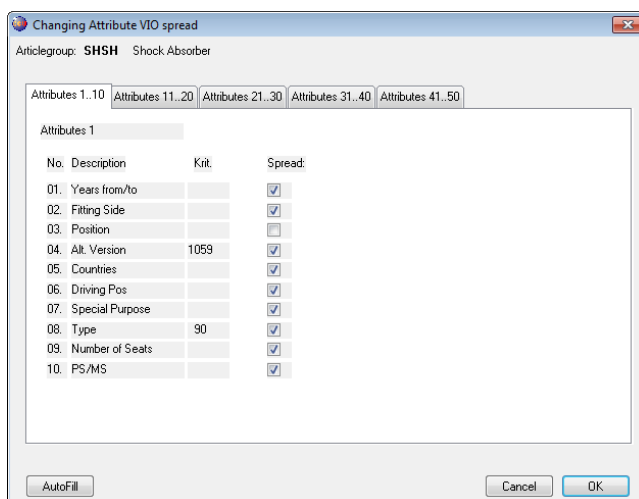 Changing Attribute VIO spread
Articlegroup: SHSH Shock Absorber
Attributes 1..10 Attributes 11..20 Attributes 21..30 Attributes 31..40 Attributes 41..50
Attributes 1
No. Description Krit. Spread:
01. Years from/to
02. Fitting Side
03. Position
04. Alt. Version 1059
05. Countries
06. Driving Pos
07. Special Purpose
08. Type 90
09. Number of Seats
10. PS/MS
AutoFill Cancel OK